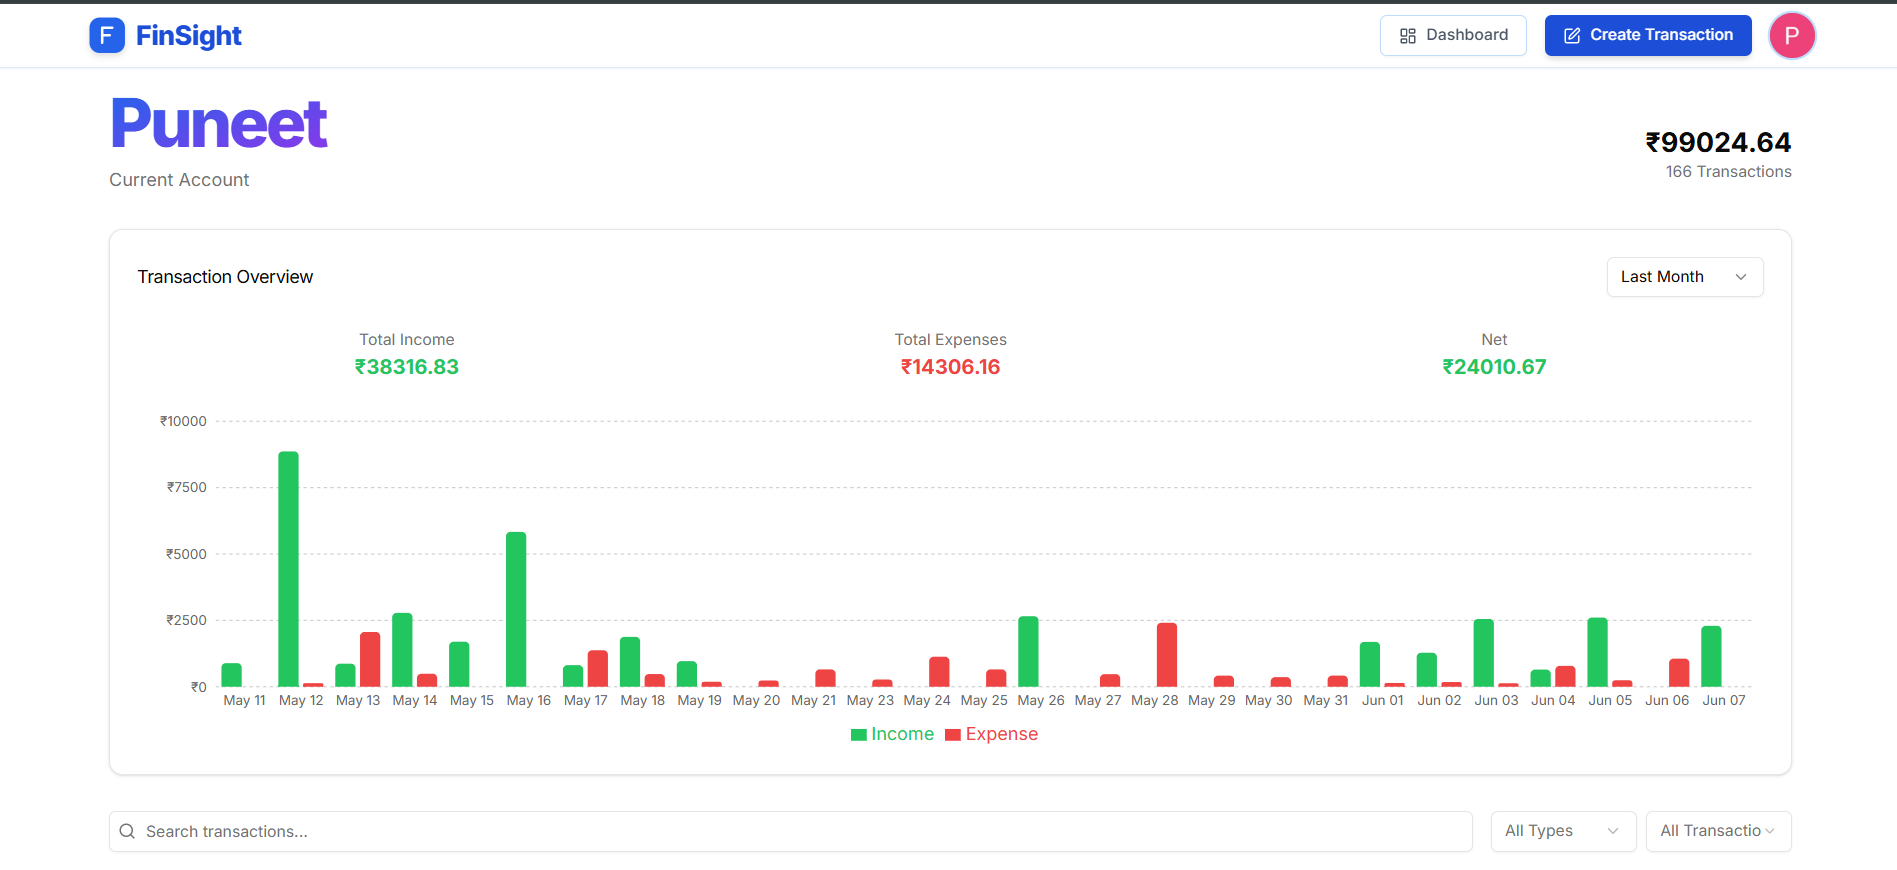 F FinSight
Dashboard
Create Transaction
P
Puneet
Current Account
₹99024.64
166 Transactions
Transaction Overview
Last Month
Total Income
₹38316.83
Total Expenses
₹14306.16
Net
₹24010.67
₹10000
₹7500
₹5000
₹2500
₹0
May 11 May 12 May 13 May 14 May 15 May 16 May 17 May 18 May 19 May 20 May 21 May 23 May 24 May 25 May 26 May 27 May 28 May 29 May 30 May 31 Jun 01 Jun 02 Jun 03 Jun 04 Jun 05 Jun 06 Jun 07
Income Expense
Search transactions...
All Types
All Transactio